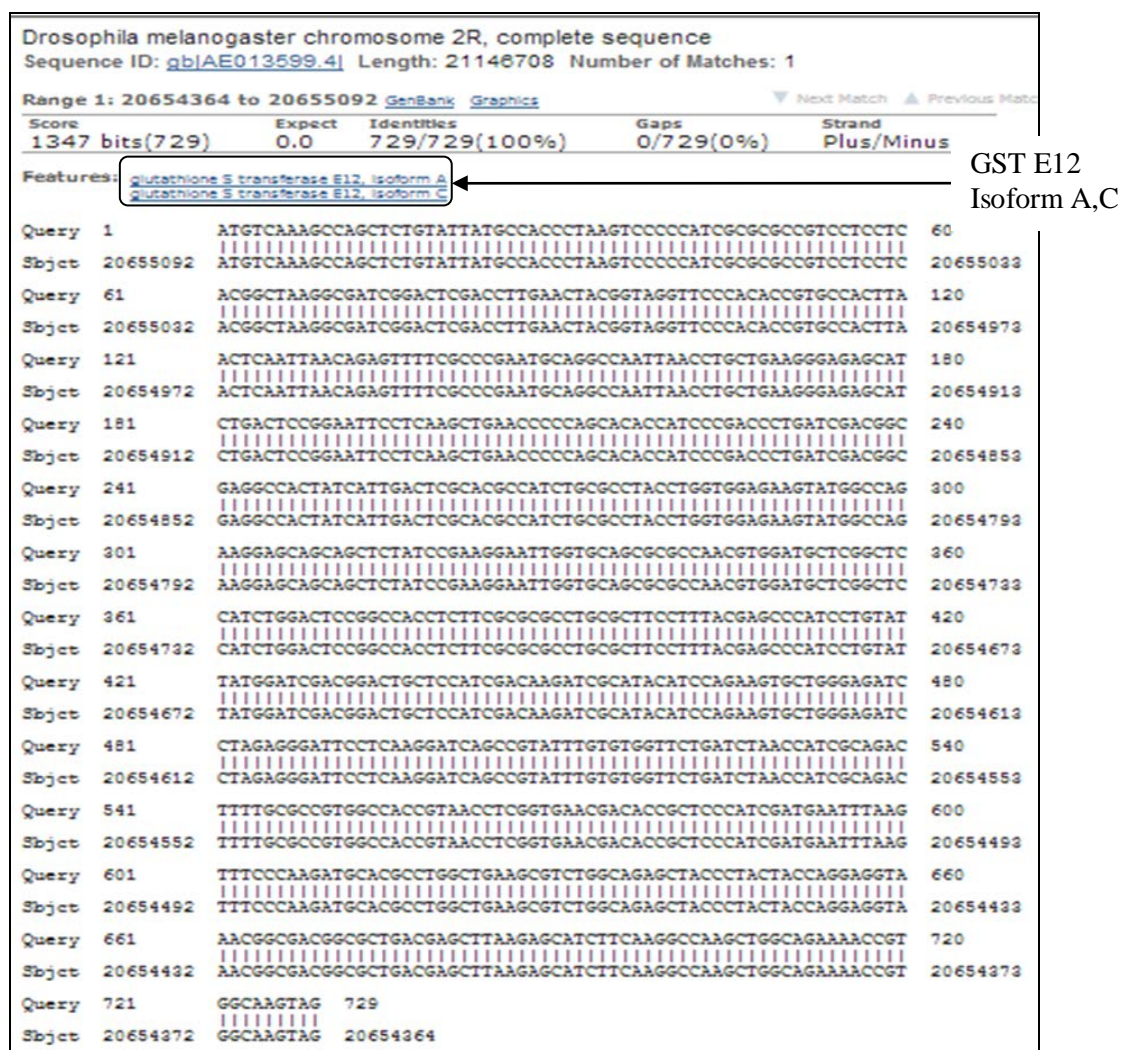 Drosophila melanogaster chromosome 2R, complete sequence
Sequence ID: gb|AE013599.4| Length: 21146708 Number of Matches: 1
Range 1: 20654364 to 20655092 GenBank Graphics ▼ Next Match ▲ Previous Matc
Score Expect Identities Gaps Strand
1347 bits(729) 0.0 729/729(100%) 0/729(0%) Plus/Minus
Features: glutathione S transferase E12, isoform A
glutathione S transferase E12, isoform C
GST E12
Isoform A,C
Query 1 ATGTCAAAGCCAGCTCTGTATTATGCCACCCTAAGTCCCCCATCGCGCGCCGTCCTCCTC 60
||||||||||||||||||||||||||||||||||||||||||||||||||||||||||||
Sbjct 20655092 ATGTCAAAGCCAGCTCTGTATTATGCCACCCTAAGTCCCCCATCGCGCGCCGTCCTCCTC 20655033
Query 61 ACGGCTAAGGCGATCGGACTCGACCTTGAACTACGGTAGGTTCCCACACCGTGCCACTTA 120
||||||||||||||||||||||||||||||||||||||||||||||||||||||||||||
Sbjct 20655032 ACGGCTAAGGCGATCGGACTCGACCTTGAACTACGGTAGGTTCCCACACCGTGCCACTTA 20654973
Query 121 ACTCAATTAACAGAGTTTTCGCCCGAATGCAGGCCAATTAACCTGCTGAAGGGAGAGCAT 180
||||||||||||||||||||||||||||||||||||||||||||||||||||||||||||
Sbjct 20654972 ACTCAATTAACAGAGTTTTCGCCCGAATGCAGGCCAATTAACCTGCTGAAGGGAGAGCAT 20654913
Query 181 CTGACTCCGGAATTCCTCAAGCTGAACCCCCAGCACACCATCCCGACCCTGATCGACGGC 240
||||||||||||||||||||||||||||||||||||||||||||||||||||||||||||
Sbjct 20654912 CTGACTCCGGAATTCCTCAAGCTGAACCCCCAGCACACCATCCCGACCCTGATCGACGGC 20654853
Query 241 GAGGCCACTATCATTGACTCGCACGCCATCTGCGCCTACCTGGTGGAGAAGTATGGCCAG 300
||||||||||||||||||||||||||||||||||||||||||||||||||||||||||||
Sbjct 20654852 GAGGCCACTATCATTGACTCGCACGCCATCTGCGCCTACCTGGTGGAGAAGTATGGCCAG 20654793
Query 301 AAGGAGCAGCAGCTCTATCCGAAGGAATTGGTGCAGCGCGCCAACGTGGATGCTCGGCTC 360
||||||||||||||||||||||||||||||||||||||||||||||||||||||||||||
Sbjct 20654792 AAGGAGCAGCAGCTCTATCCGAAGGAATTGGTGCAGCGCGCCAACGTGGATGCTCGGCTC 20654733
Query 361 CATCTGGACTCCGGCCACCTCTTCGCGCGCCTGCGCTTCCTTTACGAGCCCATCCTGTAT 420
||||||||||||||||||||||||||||||||||||||||||||||||||||||||||||
Sbjct 20654732 CATCTGGACTCCGGCCACCTCTTCGCGCGCCTGCGCTTCCTTTACGAGCCCATCCTGTAT 20654673
Query 421 TATGGATCGACGGACTGCTCCATCGACAAGATCGCATACATCCAGAAGTGCTGGGAGATC 480
||||||||||||||||||||||||||||||||||||||||||||||||||||||||||||
Sbjct 20654672 TATGGATCGACGGACTGCTCCATCGACAAGATCGCATACATCCAGAAGTGCTGGGAGATC 20654613
Query 481 CTAGAGGGATTCCTCAAGGATCAGCCGTATTTGTGTGGTTCTGATCTAACCATCGCAGAC 540
||||||||||||||||||||||||||||||||||||||||||||||||||||||||||||
Sbjct 20654612 CTAGAGGGATTCCTCAAGGATCAGCCGTATTTGTGTGGTTCTGATCTAACCATCGCAGAC 20654553
Query 541 TTTTGCGCCGTGGCCACCGTAACCTCGGTGAACGACACCGCTCCCATCGATGAATTTAAG 600
||||||||||||||||||||||||||||||||||||||||||||||||||||||||||||
Sbjct 20654552 TTTTGCGCCGTGGCCACCGTAACCTCGGTGAACGACACCGCTCCCATCGATGAATTTAAG 20654493
Query 601 TTTCCCAAGATGCACGCCTGGCTGAAGCGTCTGGCAGAGCTACCCTACTACCAGGAGGTA 660
||||||||||||||||||||||||||||||||||||||||||||||||||||||||||||
Sbjct 20654492 TTTCCCAAGATGCACGCCTGGCTGAAGCGTCTGGCAGAGCTACCCTACTACCAGGAGGTA 20654433
Query 661 AACGGCGACGGCGCTGACGAGCTTAAGAGCATCTTCAAGGCCAAGCTGGCAGAAAACCGT 720
||||||||||||||||||||||||||||||||||||||||||||||||||||||||||||
Sbjct 20654432 AACGGCGACGGCGCTGACGAGCTTAAGAGCATCTTCAAGGCCAAGCTGGCAGAAAACCGT 20654373
Query 721 GGCAAGTAG 729
|||||||||
Sbjct 20654372 GGCAAGTAG 20654364